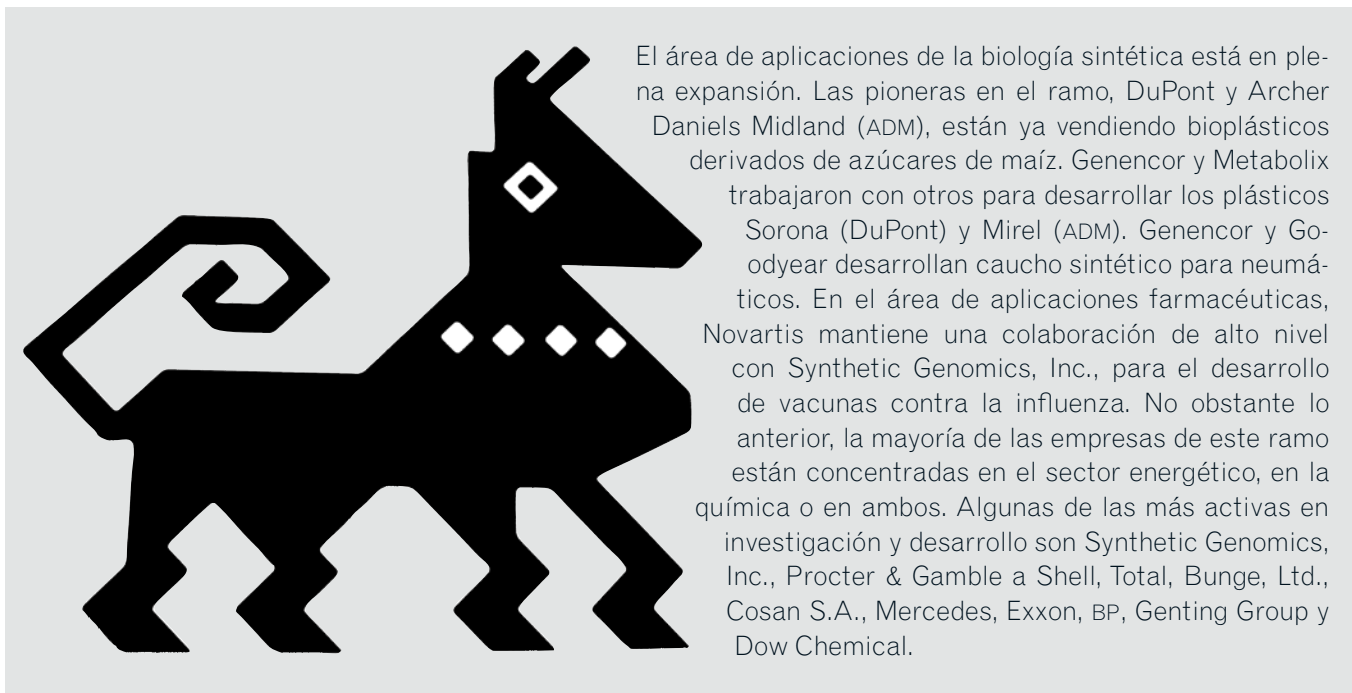 El área de aplicaciones de la biología sintética está en ple-
na expansión. Las pioneras en el ramo, DuPont y Archer
Daniels Midland (ADM), están ya vendiendo bioplásticos
derivados de azúcares de maíz. Genencor y Metabolix
trabajaron con otros para desarrollar los plásticos
Sorona (DuPont) y Mirel (ADM). Genencor y Go-
odyear desarrollan caucho sintético para neumá-
ticos. En el área de aplicaciones farmacéuticas,
Novartis mantiene una colaboración de alto nivel
con Synthetic Genomics, Inc., para el desarrollo
de vacunas contra la influenza. No obstante lo
anterior, la mayoría de las empresas de este ramo
están concentradas en el sector energético, en la
química o en ambos. Algunas de las más activas en
investigación y desarrollo son Synthetic Genomics,
Inc., Procter & Gamble a Shell, Total, Bunge, Ltd.,
Cosan S.A., Mercedes, Exxon, BP, Genting Group y
Dow Chemical.